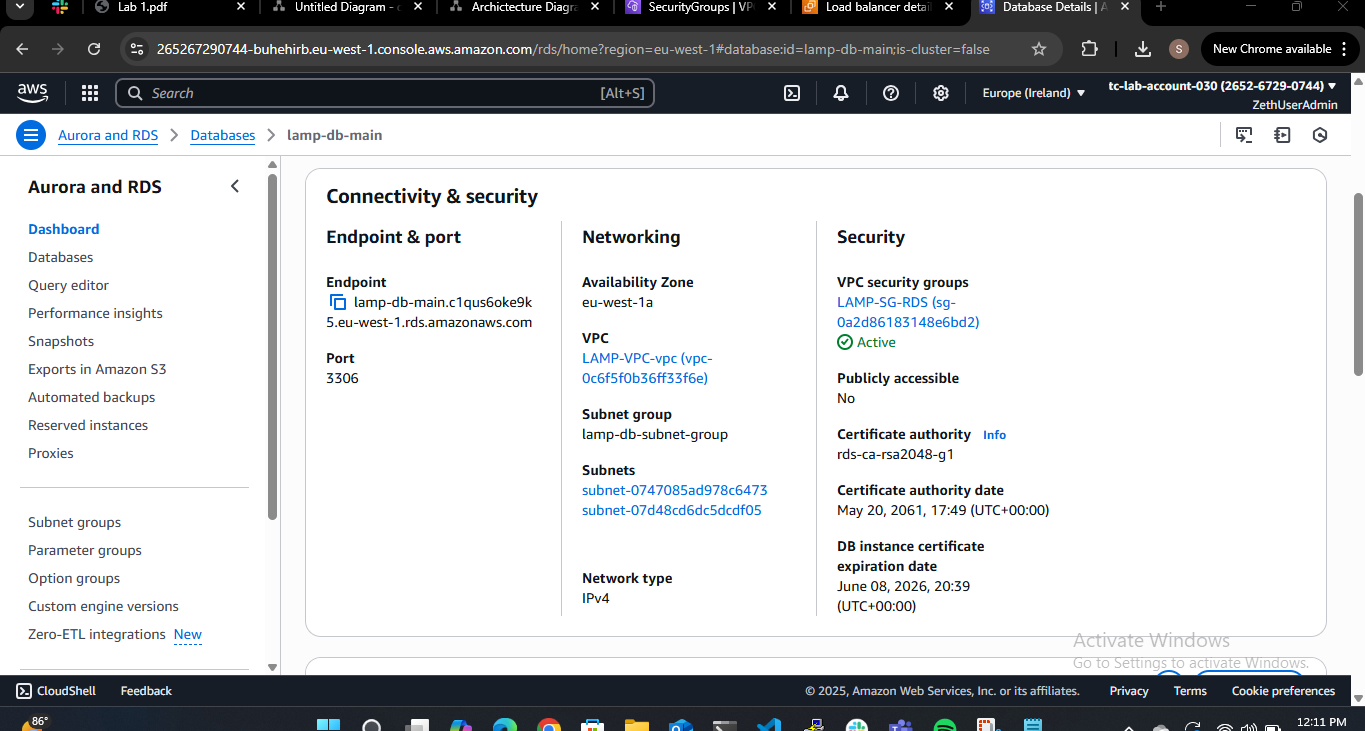 Lab 1.pdf
Untitled Diagram - d
Archictecture Diagra
SecurityGroups | VP
Load balancer detai
Database Details | A
265267290744-buhehirb.eu-west-1.console.aws.amazon.com/rds/home?region=eu-west-1#database:id=lamp-db-main;is-cluster=false
S
New Chrome available
aws
Search
[Alt+S]
Europe (Ireland)
tc-lab-account-030 (2652-6729-0744)
ZethUserAdmin
Aurora and RDS
Databases
lamp-db-main
Aurora and RDS
Dashboard
Databases
Query editor
Performance insights
Snapshots
Exports in Amazon S3
Automated backups
Reserved instances
Proxies
Subnet groups
Parameter groups
Option groups
Custom engine versions
Zero-ETL integrations New
Connectivity & security
Endpoint & port
Endpoint
lamp-db-main.c1qus6oke9k
5.eu-west-1.rds.amazonaws.com
Port
3306
Networking
Availability Zone
eu-west-1a
VPC
LAMP-VPC-vpc (vpc-
0c6f5f0b36ff33f6e)
Subnet group
lamp-db-subnet-group
Subnets
subnet-0747085ad978c6473
subnet-07d48cd6dc5dcdf05
Network type
IPv4
Security
VPC security groups
LAMP-SG-RDS (sg-
0a2d86183148e6bd2)
Active
Publicly accessible
No
Certificate authority Info
rds-ca-rsa2048-g1
Certificate authority date
May 20, 2061, 17:49 (UTC+00:00)
DB instance certificate
expiration date
June 08, 2026, 20:39
(UTC+00:00)
Activate Windows
Go to Settings to activate Windows.
CloudShell
Feedback
© 2025, Amazon Web Services, Inc. or its affiliates.
Privacy
Terms
Cookie preferences
86°
12:11 PM